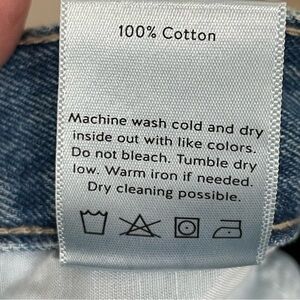 100% Cotton
Machine wash cold and dry
inside out with like colors.
Do not bleach. Tumble dry
low. Warm iron if needed.
Dry cleaning possible.